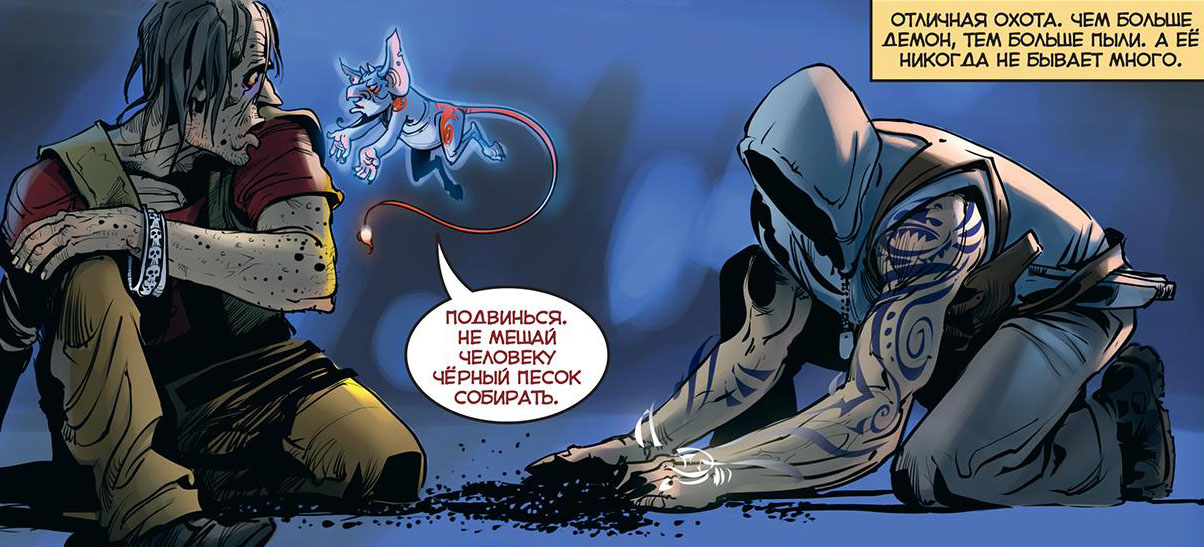 ОТЛИЧНАЯ ОХОТА. ЧЕМ БОЛЬШЕ
ДЕМОН, ТЕМ БОЛЬШЕ ПЫЛИ. А ЕЁ
НИКОГДА НЕ БЫВАЕТ МНОГО.
ПОДВИНЬСЯ.
НЕ МЕШАЙ
ЧЕЛОВЕКУ
ЧЁРНЫЙ ПЕСОК
СОБИРАТЬ.